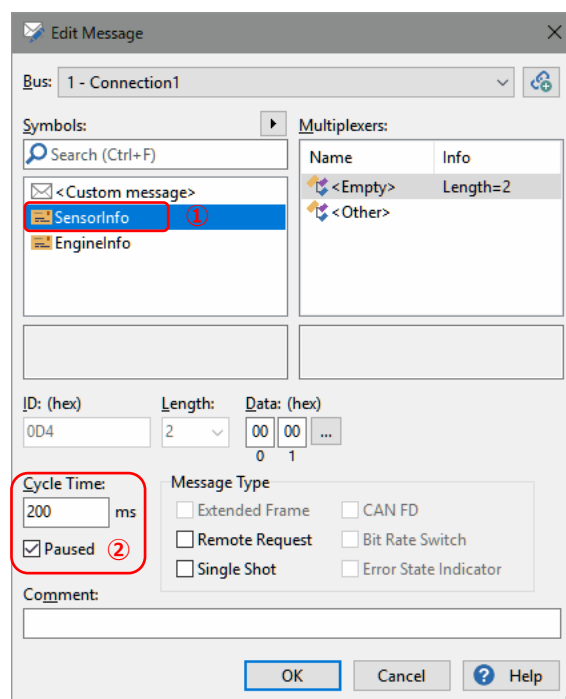 Edit Message
Bus: 1 - Connection1
Symbols:
Multiplexers:
Search (Ctrl+F)
Name Info
<Custom message>
<Empty> Length=2
SensorInfo ①
<Other>
EngineInfo
ID: (hex) Length: Data: (hex)
0D4 2 00 00 ...
0 1
Cycle Time:
Message Type
200 ms
Extended Frame CAN FD
Paused ②
Remote Request Bit Rate Switch
Single Shot Error State Indicator
Comment:
OK Cancel ? Help